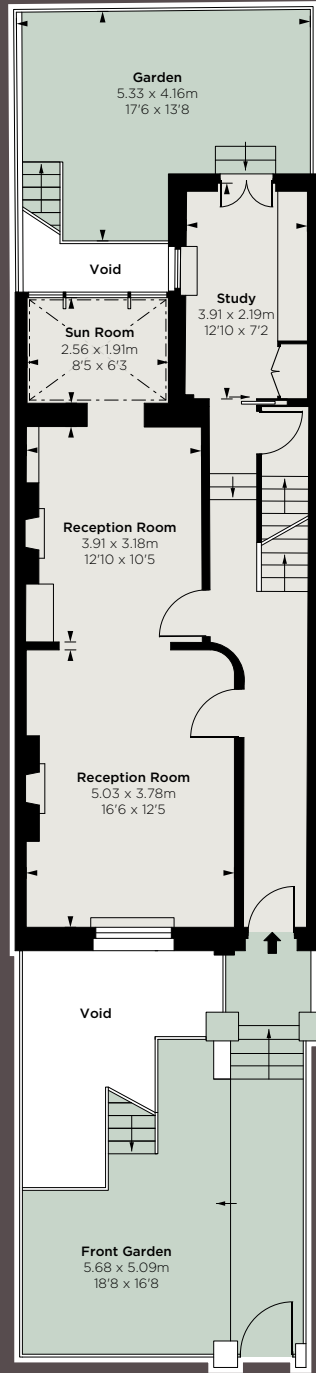 Garden
5.33 x 4.16m
17'6 x 13'8
Void
Study
3.91 x 2.19m
12'10 x 7'2
Sun Room
2.56 x 1.91m
8'5 x 6'3
Reception Room
3.91 x 3.18m
12'10 x 10'5
Reception Room
5.03 x 3.78m
16'6 x 12'5
Void
Front Garden
5.68 x 5.09m
18'8 x 16'8